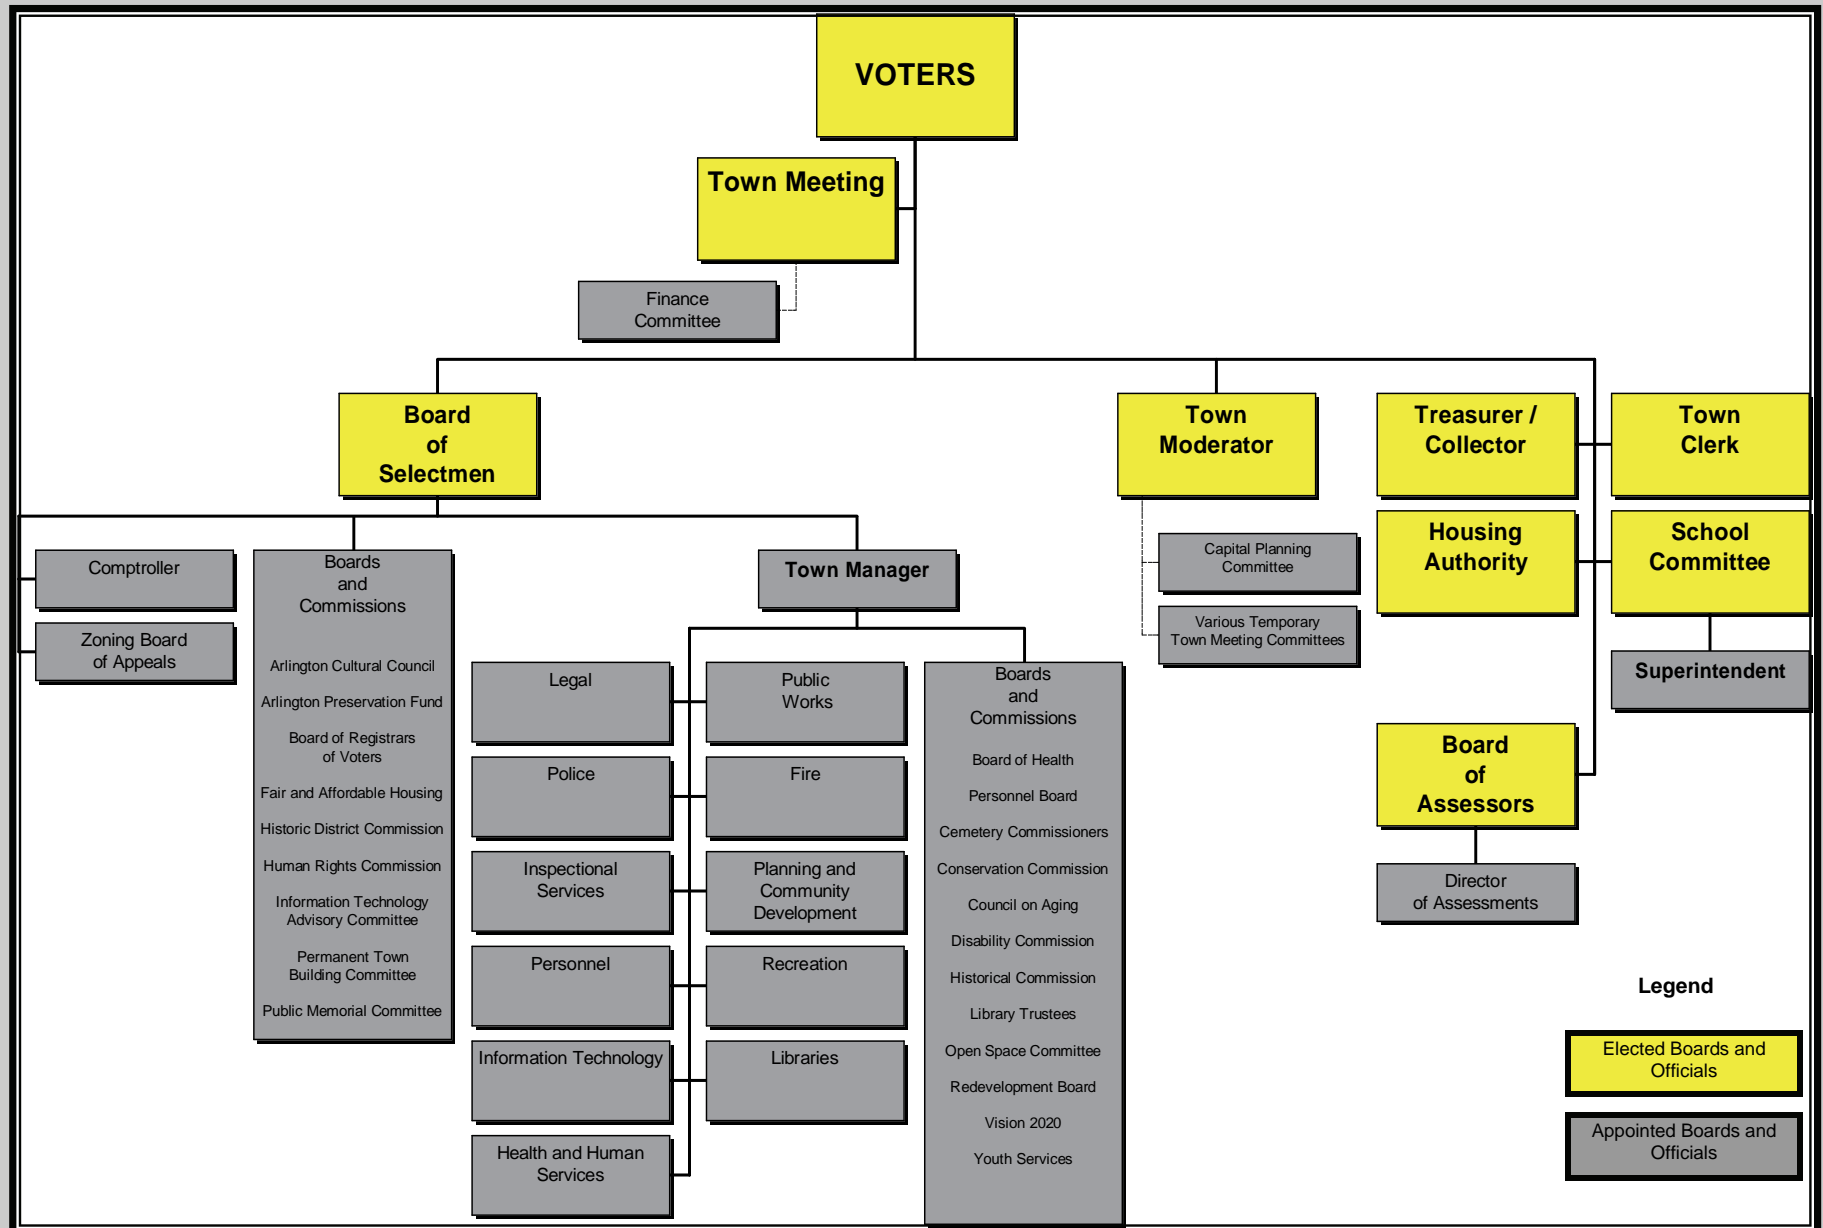 VOTERS
Town Meeting
Finance
Committee
Board
of
Selectmen
Town
Moderator
Treasurer /
Collector
Town
Clerk
Housing
Authority
School
Committee
Capital Planning
Committee
Various Temporary
Town Meeting Committees
Superintendent
Board
of
Assessors
Director
of Assessments
Comptroller
Zoning Board
of Appeals
Boards
and
Commissions
Arlington Cultural Council
Arlington Preservation Fund
Board of Registrars
of Voters
Fair and Affordable Housing
Historic District Commission
Human Rights Commission
Information Technology
Advisory Committee
Permanent Town
Building Committee
Public Memorial Committee
Town Manager
Legal
Public
Works
Police
Fire
Inspectional
Services
Planning and
Community
Development
Personnel
Recreation
Information Technology
Libraries
Health and Human
Services
Boards
and
Commissions
Board of Health
Personnel Board
Cemetery Commissioners
Conservation Commission
Council on Aging
Disability Commission
Historical Commission
Library Trustees
Open Space Committee
Redevelopment Board
Vision 2020
Youth Services
Legend
Elected Boards and
Officials
Appointed Boards and
Officials